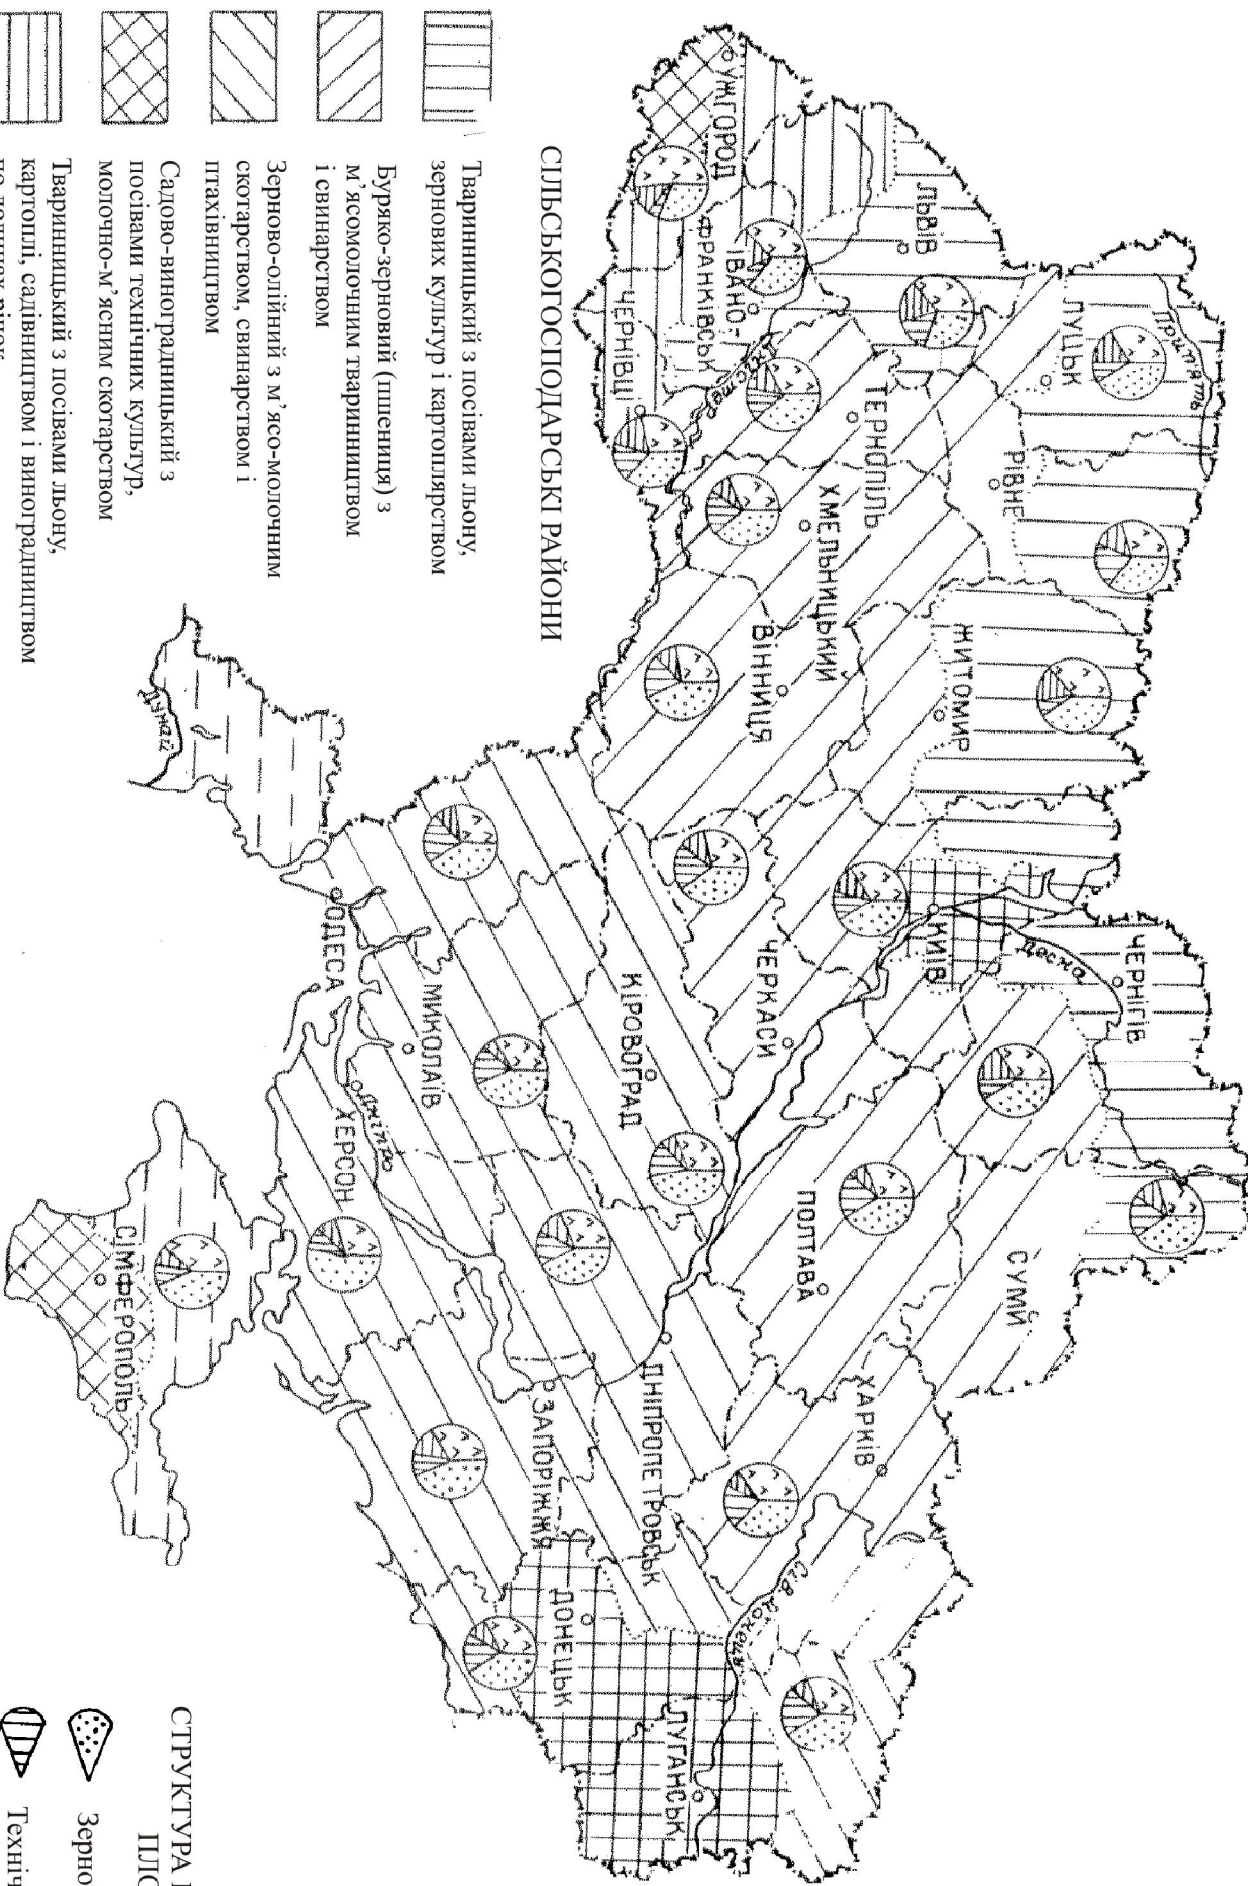 УЖГОРОД
ЛЬВІВ
ІВАНО-
ФРАНКІВСЬК
ЧЕРНІВЦІ
ЛУЦЬК
Припять
РІВНЕ
ТЕРНОПІЛЬ
ХМЕЛЬНИЦЬКИЙ
ВІННИЦЯ
ЖИТОМИР
КИЇВ
Десна
ЧЕРНІГІВ
ЧЕРКАСИ
КІРОВОГРАД
ПОЛТАВА
СУМИ
ХАРКІВ
Дунай
ОДЕСА
МИКОЛАЇВ
ХЕРСОН
СІМФЕРОПОЛЬ
ДНІПРОПЕТРОВСЬК
ЗАПОРІЖЖЯ
ДОНЕЦЬК
ЛУГАНСЬК
СІЛЬСЬКОГОСПОДАРСЬКІ РАЙОНИ
Тваринницький з посівами льону,
зернових культур і картоплярством
Буряко-зерновий (пшениця) з
м’ясомолочним тваринництвом
і свинарством
Зерново-олійний з м’ясо-молочним
скотарством, свинарством і
птахівництвом
Садово-виноградницький з
посівами технічних культур,
молочно-м’ясним скотарством
Тваринницький з посівами льону,
картоплі, садівництвом і виноградництвом
СТРУКТУРА
Зерно
Техніч